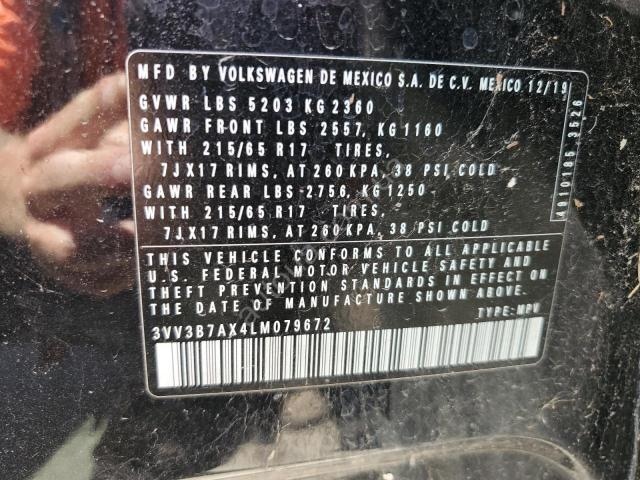 MFD BY VOLKSWAGEN DE MEXICO S.A. DE C.V. MEXICO 12/19
GVWR LBS 5203 KG 2360
GAWR FRONT LBS 2557, KG 1160
WITH 215/65 R17 TIRES,
7JX17 RIMS, AT 260 KPA, 38 PSI COLD
GAWR REAR LBS-2756, KG 1250
WITH 215/65 R17 TIRES,
7JX17 RIMS, AT 260 KPA, 38 PSI COLD
THIS VEHICLE CONFORMS TO ALL APPLICABLE
U.S. FEDERAL MOTOR VEHICLE SAFETY AND
THEFT PREVENTION STANDARDS IN EFFECT ON
THE DATE OF MANUFACTURE SHOWN ABOVE.
3VV3B7AX4LM079672 TYPE: MPV
4010185.3526